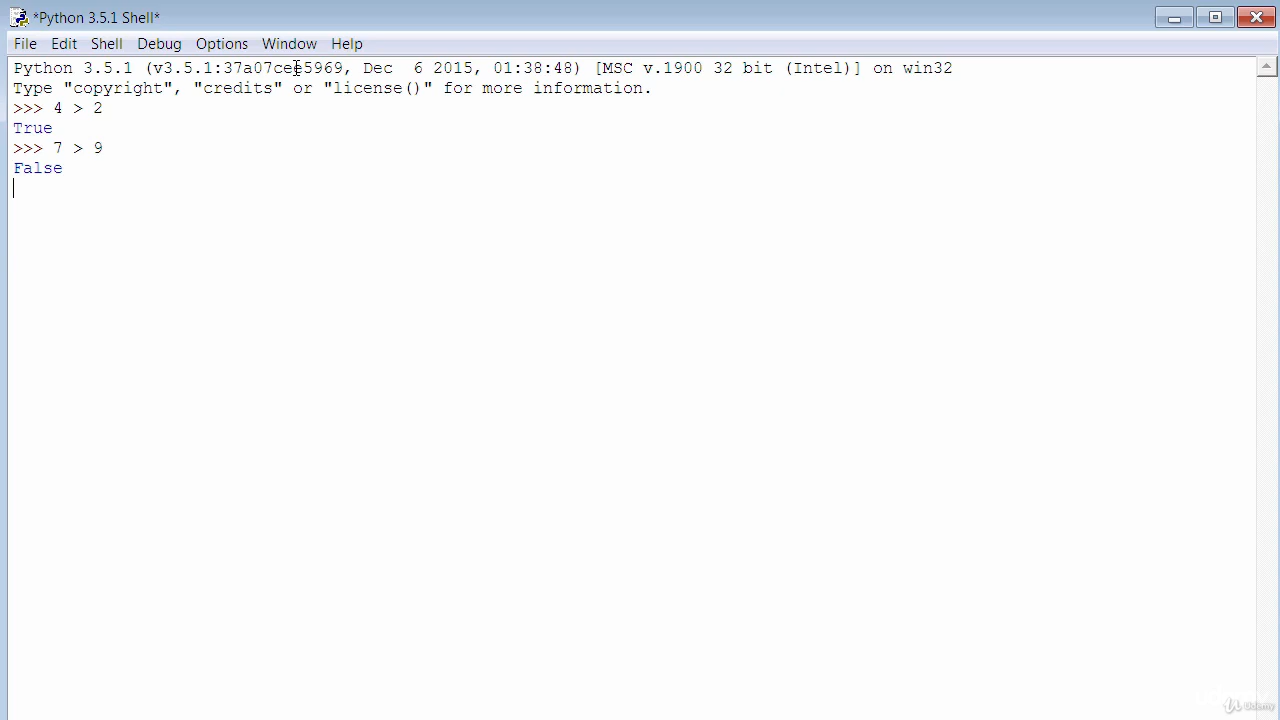 *Python 3.5.1 Shell*
File Edit Shell Debug Options Window Help
Python 3.5.1 (v3.5.1:37a07cee5969, Dec  6 2015, 01:38:48) [MSC v.1900 32 bit (Intel)] on win32
Type "copyright", "credits" or "license()" for more information.
>>> 4 > 2
True
>>> 7 > 9
False
Udemy